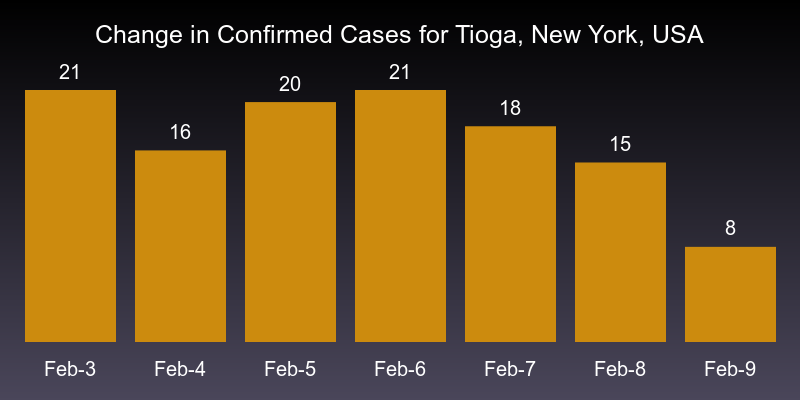 Change in Confirmed Cases for Tioga, New York, USA
21
16
20
21
18
15
8
Feb-3
Feb-4
Feb-5
Feb-6
Feb-7
Feb-8
Feb-9